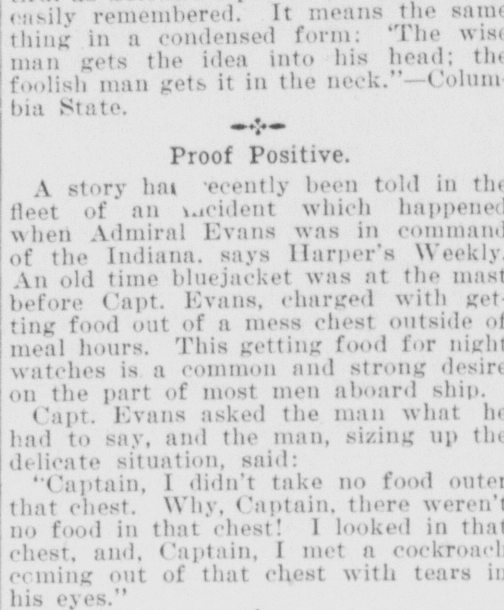 easily remembered. It means the same
thing in a condensed form: 'The wise
man gets the idea into his head; the
foolish man gets it in the neck."—Colum-
bia State.
Proof Positive.
A story has recently been told in the
fleet of an incident which happened
when Admiral Evans was in command
of the Indiana. says Harper's Weekly.
An old time bluejacket was at the mast
before Capt. Evans, charged with get-
ting food out of a mess chest outside of
meal hours. This getting food for night
watches is a common and strong desire
on the part of most men aboard ship.
Capt. Evans asked the man what he
had to say, and the man, sizing up the
delicate situation, said:
"Captain, I didn't take no food outer
that chest. Why, Captain, there weren't
no food in that chest! I looked in that
chest, and, Captain, I met a cockroach
coming out of that chest with tears in
his eyes."